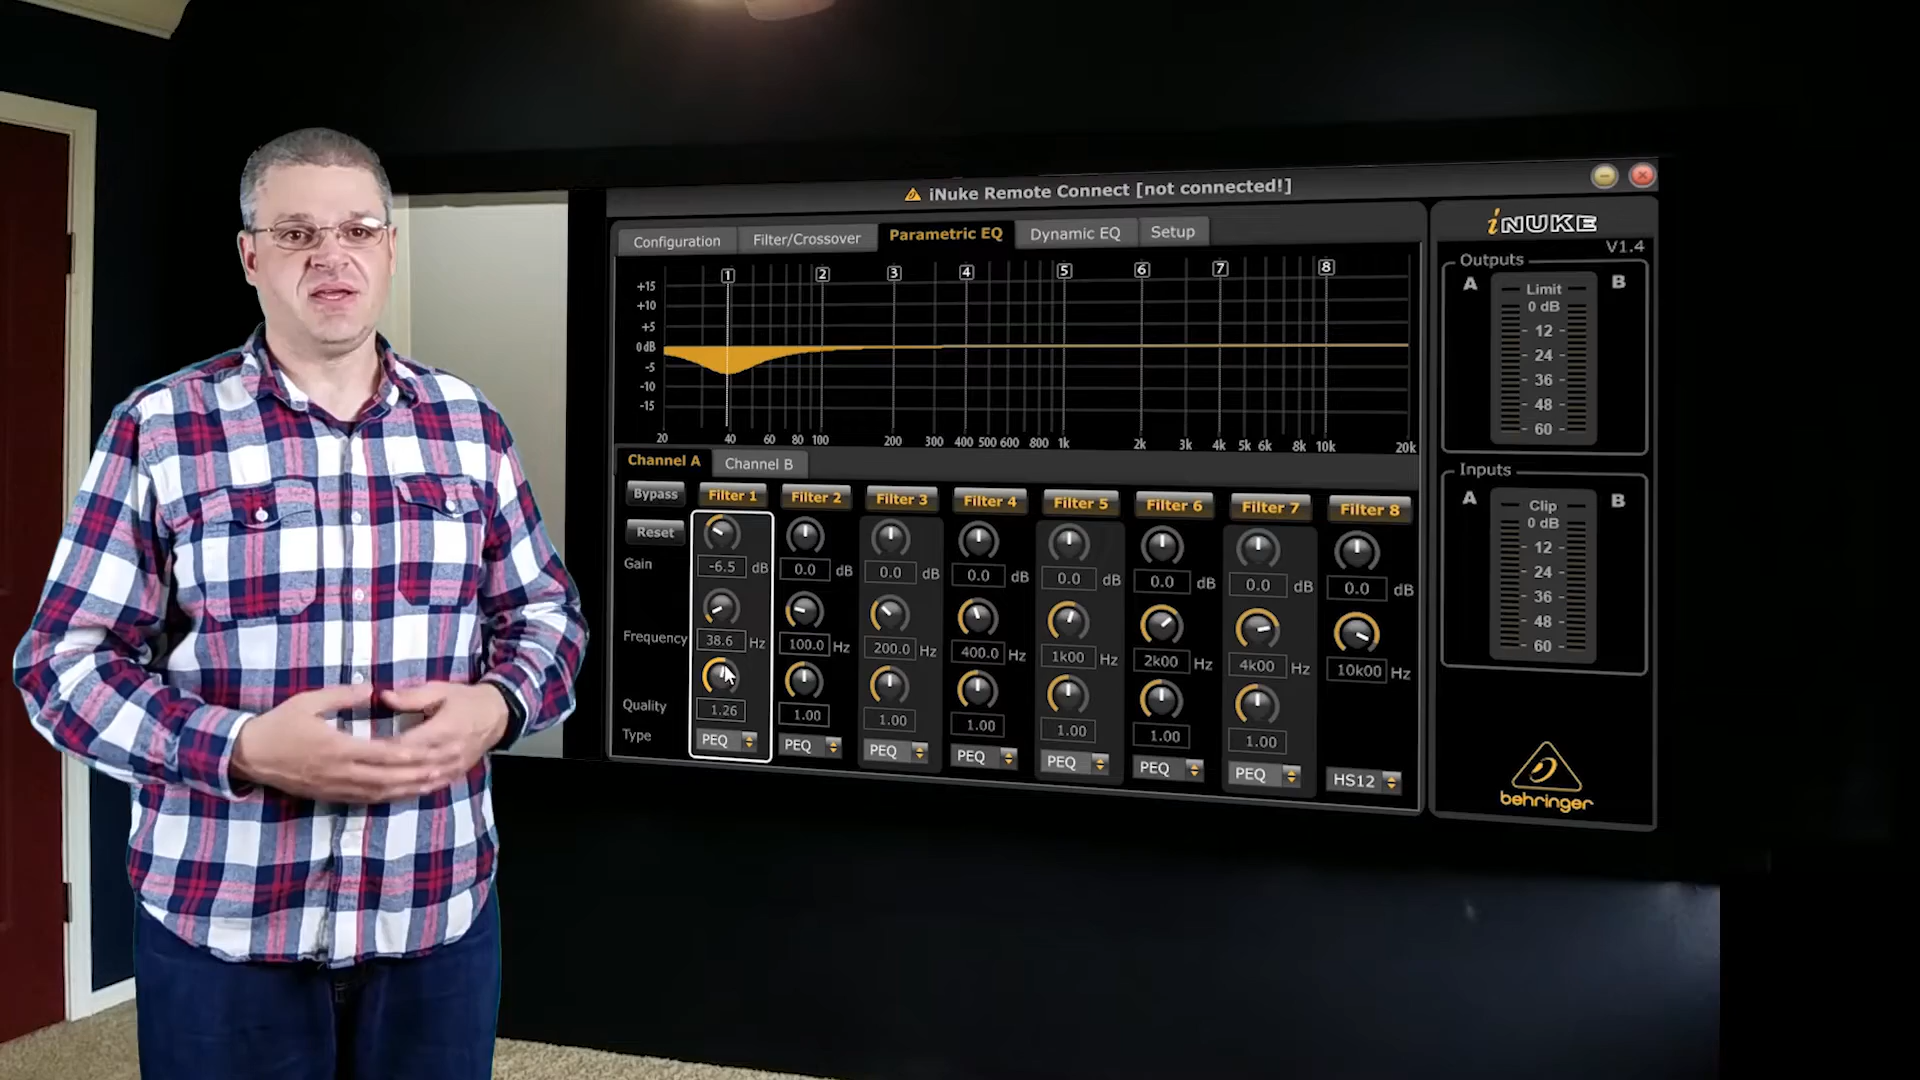 iNuke Remote Connect [not connected!]
Configuration Filter/Crossover Parametric EQ Dynamic EQ Setup
1 2 3 4 5 6 7 8
+15
+10
+5
0 dB
-5
-10
-15
20 40 60 80 100 200 300 400 500 600 800 1k 2k 3k 4k 5k 6k 8k 10k 20k
Channel A Channel B
Bypass Filter 1 Filter 2 Filter 3 Filter 4 Filter 5 Filter 6 Filter 7 Filter 8
Reset
Gain -6.5 dB 0.0 dB 0.0 dB 0.0 dB 0.0 dB 0.0 dB 0.0 dB 0.0 dB
Frequency 38.6 Hz 100.0 Hz 200.0 Hz 400.0 Hz 1k00 Hz 2k00 Hz 4k00 Hz 10k00 Hz
Quality 1.26 1.00 1.00 1.00 1.00 1.00 1.00
Type PEQ PEQ PEQ PEQ PEQ PEQ PEQ HS12
iNUKE
V1.4
Outputs
A Limit B
0 dB
12
24
36
48
60
Inputs
A Clip B
0 dB
12
24
36
48
60
behringer